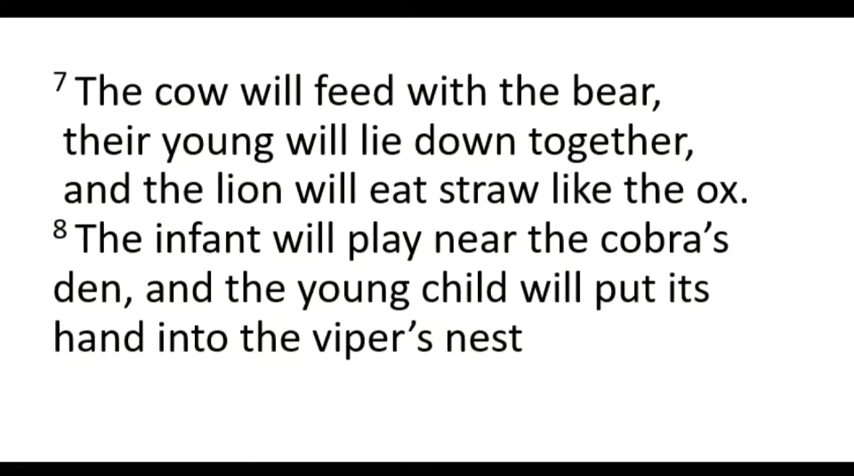 7 The cow will feed with the bear,
their young will lie down together,
and the lion will eat straw like the ox.
8 The infant will play near the cobra’s
den, and the young child will put its
hand into the viper’s nest